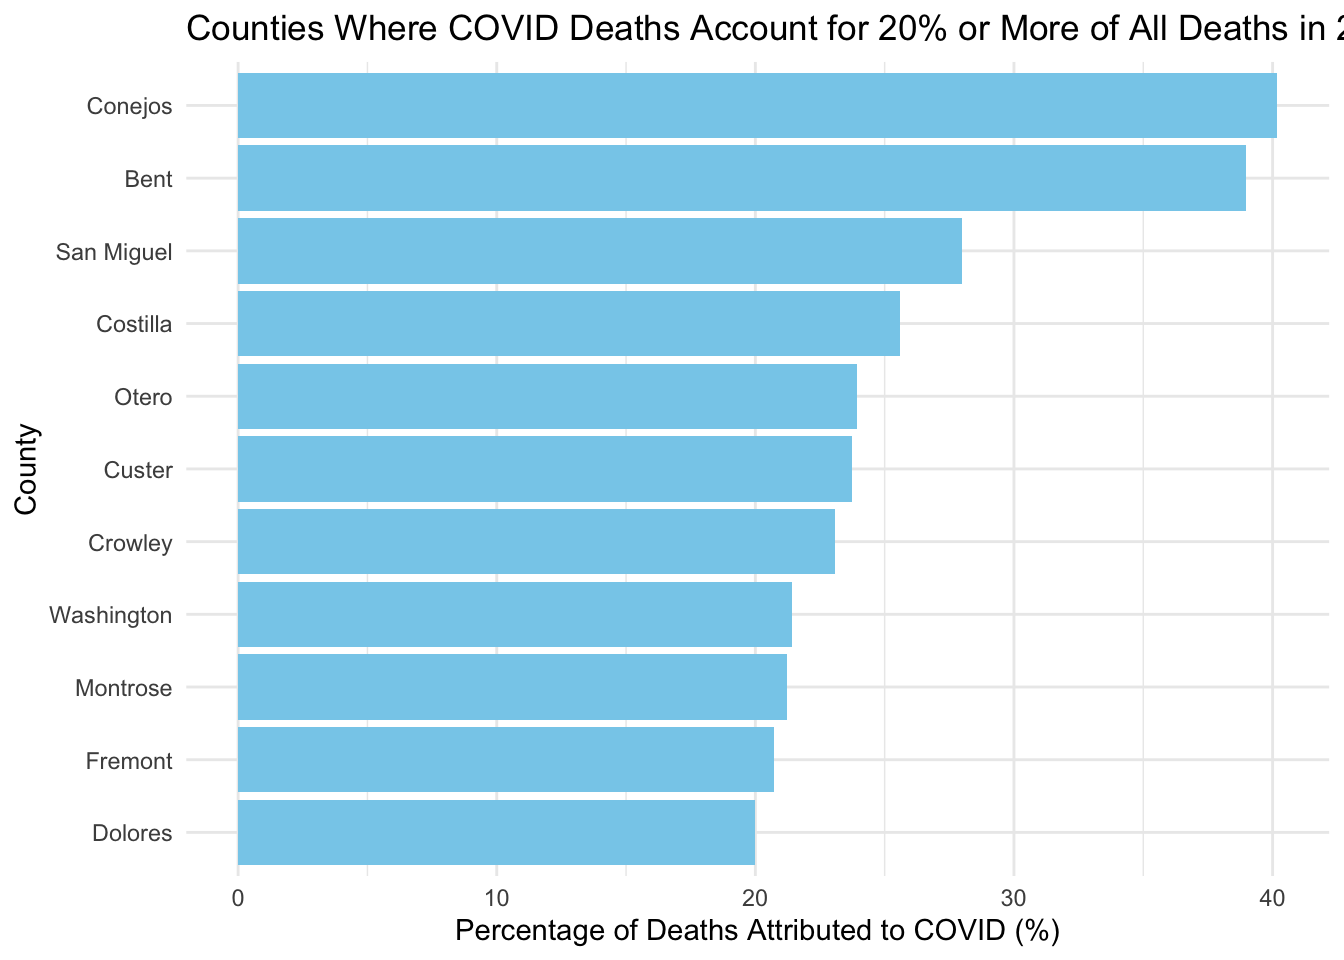 Counties Where COVID Deaths Account for 20% or More of All Deaths in 2
Conejos
Bent
San Miguel
Costilla
Otero
Custer
Crowley
Washington
Montrose
Fremont
Dolores
County
0 10 20 30 40
Percentage of Deaths Attributed to COVID (%)